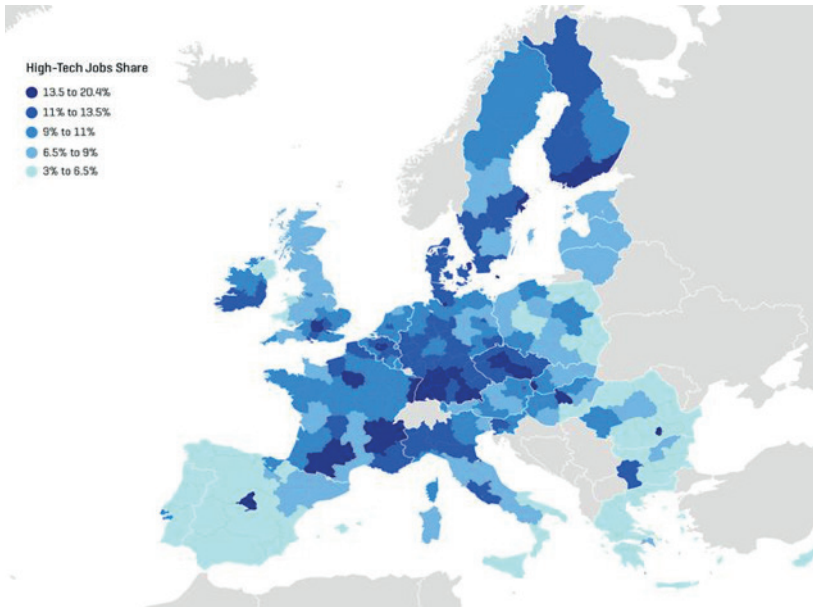 High-Tech Jobs Share
13.5 to 20.4%
11% to 13.5%
9% to 11%
6.5% to 9%
3% to 6.5%